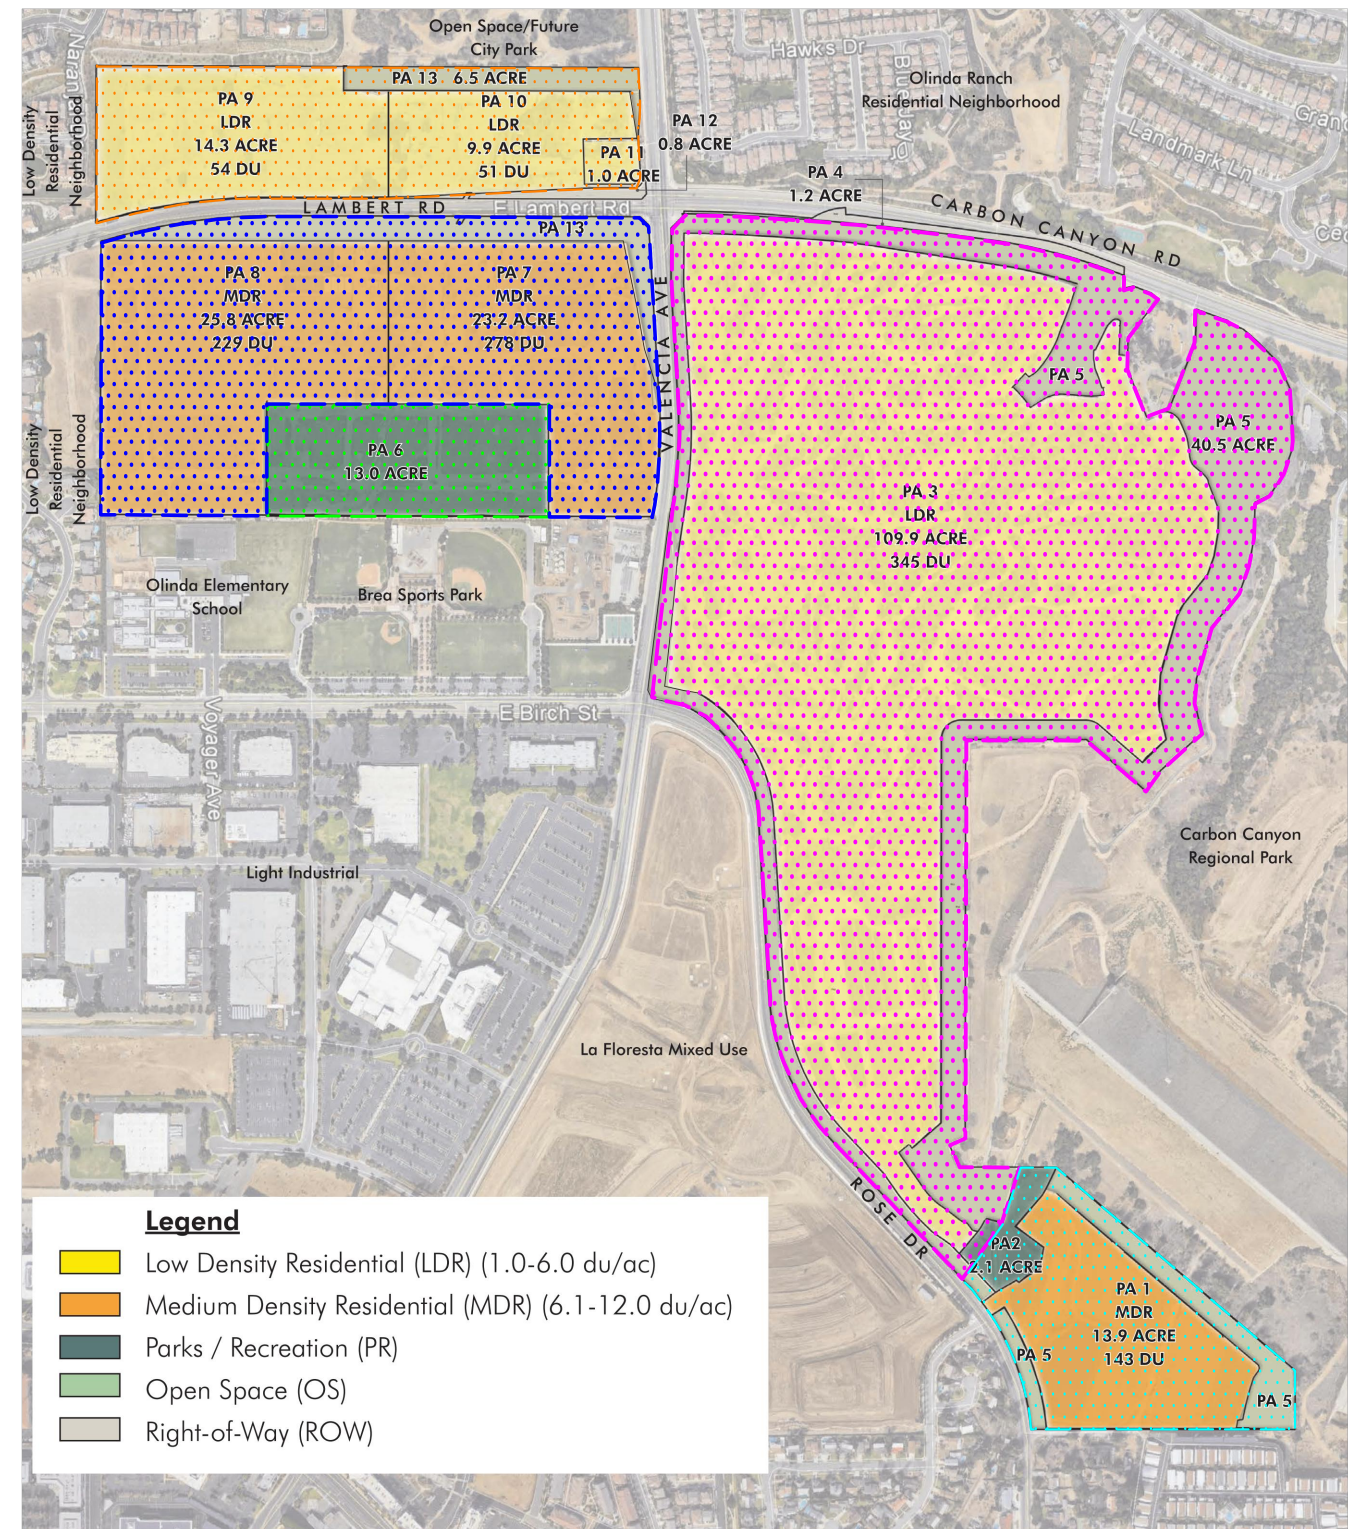 Open Space/Future
City Park
Naran
Hawks Dr
Blue Jay Dr
Olinda Ranch
Residential Neighborhood
Landmark Ln
Grand
Low Density
Residential
Neighborhood
PA 13 6.5 ACRE
PA 9
LDR
14.3 ACRE
54 DU
PA 10
LDR
9.9 ACRE
51 DU
PA 11
1.0 ACRE
PA 12
0.8 ACRE
PA 4
1.2 ACRE
LAMBERT RD
E Lambert Rd
CARBON CANYON RD
Ced
PA 13
PA 8
MDR
25.8 ACRE
229 DU
PA 7
MDR
23.2 ACRE
278 DU
VALENCIA AVE
PA 5
PA 5
40.5 ACRE
Low Density
Residential
Neighborhood
PA 6
13.0 ACRE
PA 3
LDR
109.9 ACRE
345 DU
Olinda Elementary
School
Brea Sports Park
E Birch St
Voyager Ave
Carbon Canyon
Regional Park
Light Industrial
La Floresta Mixed Use
ROSE DR
PA2
2.1 ACRE
PA 1
MDR
13.9 ACRE
143 DU
PA 5
PA 5
Legend
Low Density Residential (LDR) (1.0-6.0 du/ac)
Medium Density Residential (MDR) (6.1-12.0 du/ac)
Parks / Recreation (PR)
Open Space (OS)
Right-of-Way (ROW)